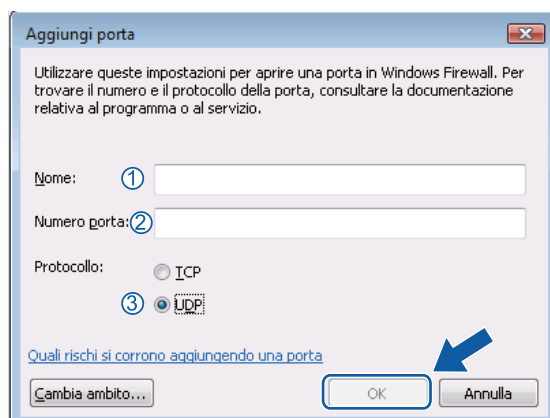 Aggiungi porta
Utilizzare queste impostazioni per aprire una porta in Windows Firewall. Per
trovare il numero e il protocollo della porta, consultare la documentazione
relativa al programma o al servizio.
Nome: 1
Numero porta: 2
Protocollo: TCP
3 UDP
Quali rischi si corrono aggiungendo una porta
Cambia ambito... OK Annulla